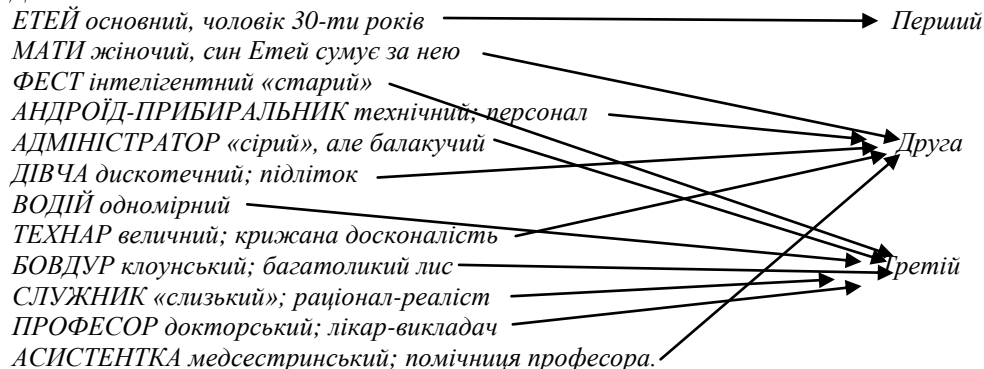 ЕТЕЙ основний, чоловік 30-ти років Перший
МАТИ жіночий, син Етей сумує за нею
ФЕСТ інтелігентний «старий»
АНДРОЇД-ПРИБИРАЛЬНИК технічний; персонал
АДМІНІСТРАТОР «сірий», але балакучий Друга
ДІВЧА дискотечний; підліток
ВОДІЙ одномірний
ТЕХНАР величний; крижана досконалість
БОВДУР клоунський; багатоликий лис Третій
СЛУЖНИК «слизький»; раціонал-реаліст
ПРОФЕСОР докторський; лікар-викладач
АСИСТЕНТКА медсестринський; помічниця професора.